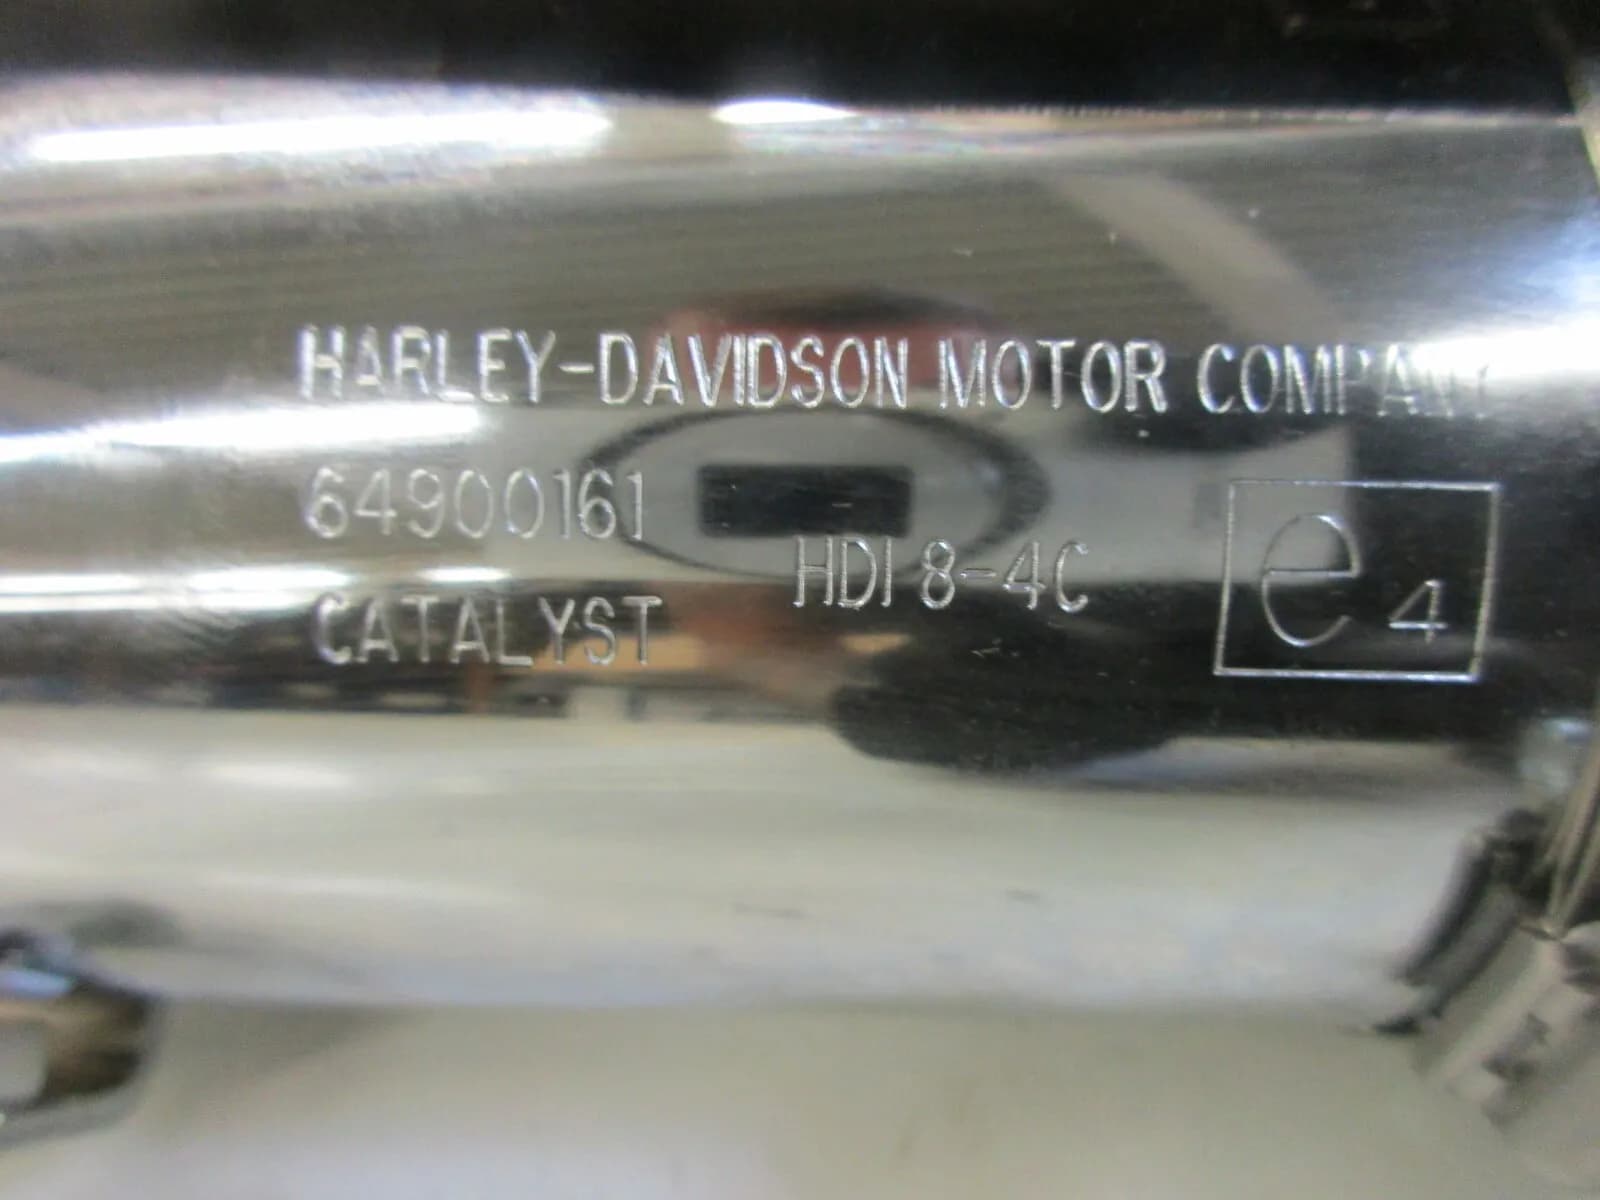 HARLEY-DAVIDSON MOTOR COMPANY
64900161
HDI 8-4C
e4
CATALYST